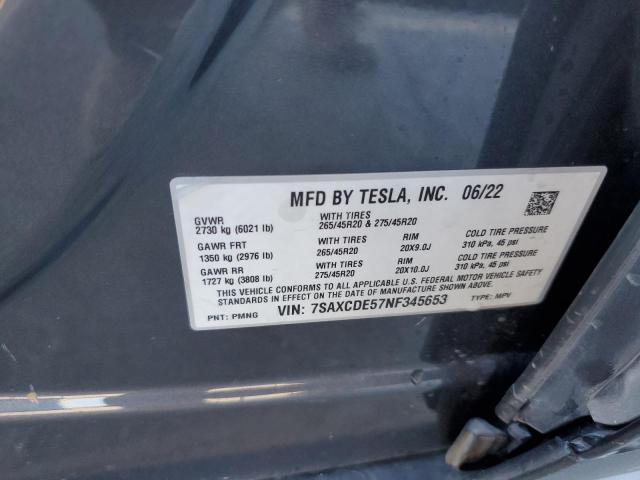 MFD BY TESLA, INC. 06/22
GVWR WITH TIRES
2730 kg (6021 lb) 265/45R20 & 275/45R20
GAWR FRT WITH TIRES RIM COLD TIRE PRESSURE
1350 kg (2976 lb) 265/45R20 20X9.0J 310 kPa, 45 psi
GAWR RR WITH TIRES RIM COLD TIRE PRESSURE
1727 kg (3808 lb) 275/45R20 20X10.0J 310 kPa, 45 psi
THIS VEHICLE CONFORMS TO ALL APPLICABLE U.S. FEDERAL MOTOR VEHICLE SAFETY
STANDARDS IN EFFECT ON THE DATE OF MANUFACTURE SHOWN ABOVE.
PNT: PMNG VIN: 7SAXCDE57NF345653 TYPE: MPV